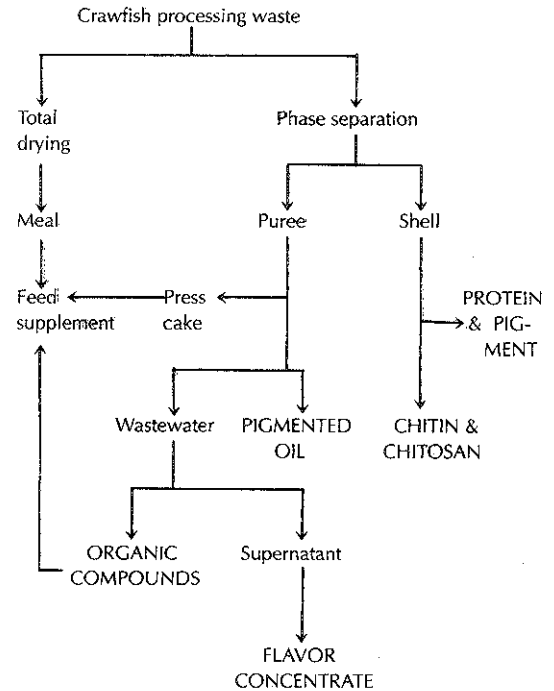 Crawfish processing waste
Total
drying
Phase separation
Meal
Puree
Shell
Feed
supplement
Press
cake
PROTEIN
& PIG-
MENT
Wastewater
PIGMENTED
OIL
CHITIN &
CHITOSAN
ORGANIC
COMPOUNDS
Supernatant
FLAVOR
CONCENTRATE